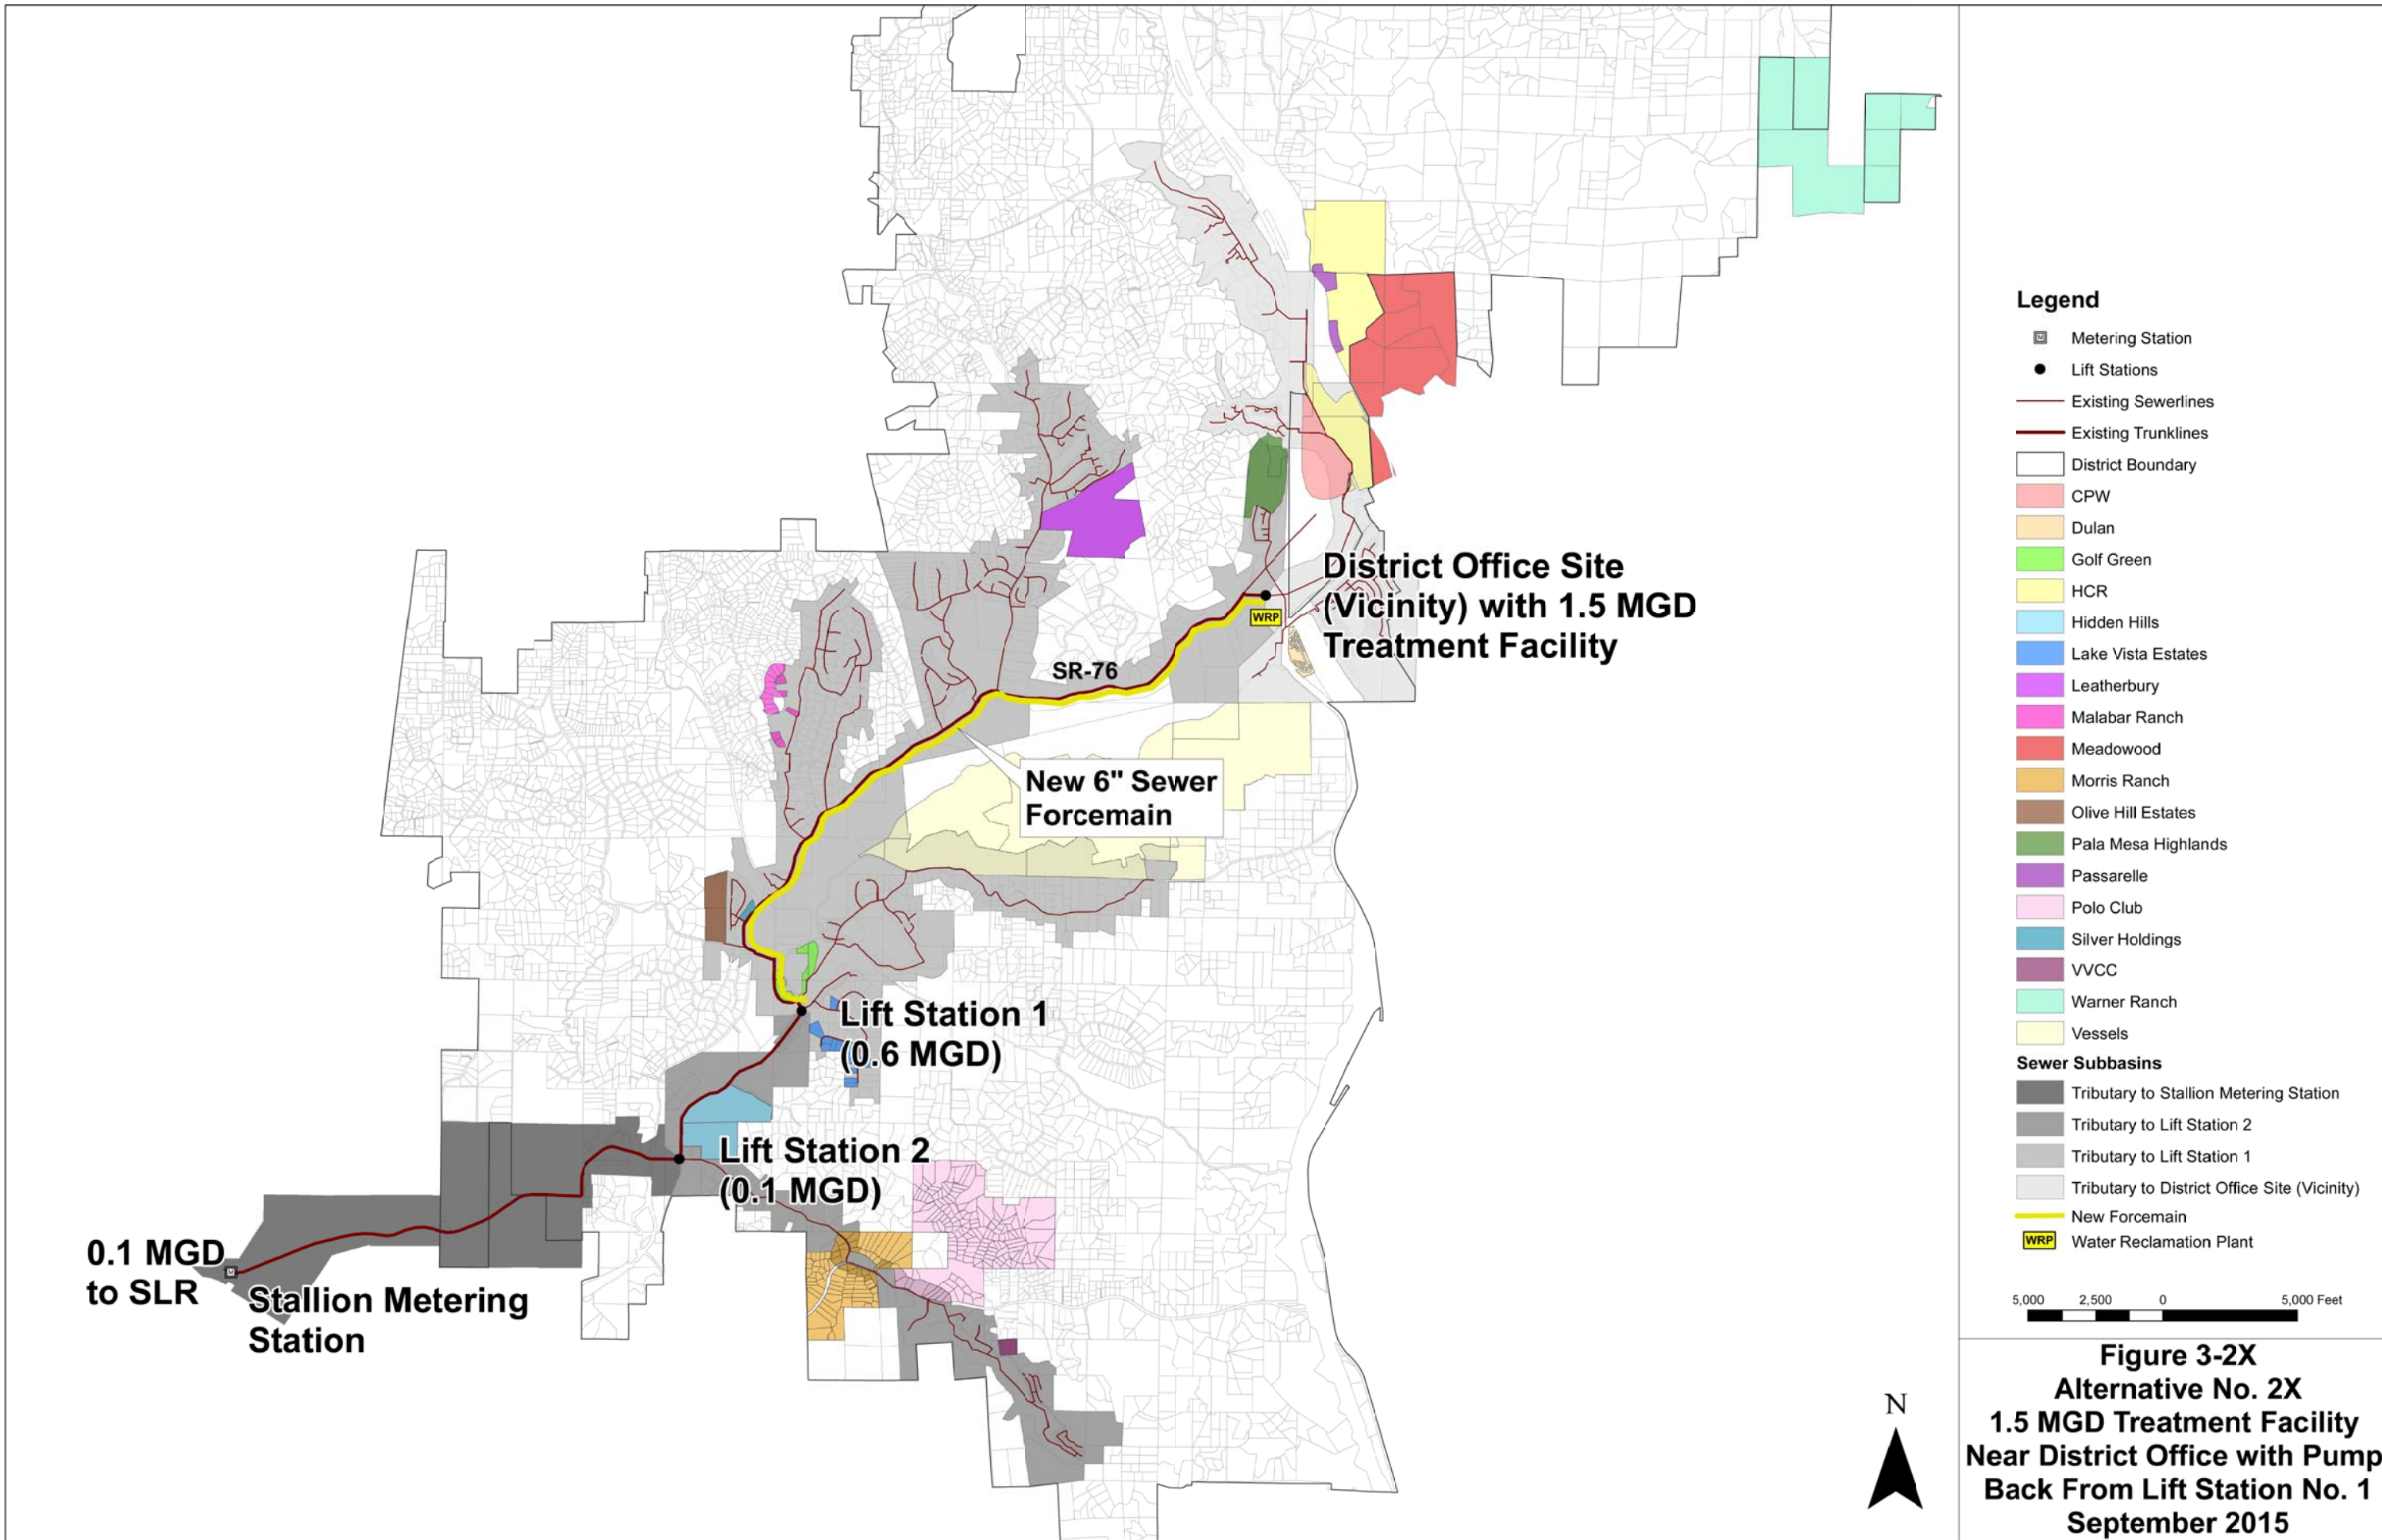 District Office Site
(Vicinity) with 1.5 MGD
Treatment Facility
WRP
SR-76
New 6" Sewer
Forcemain
Lift Station 1
(0.6 MGD)
Lift Station 2
(0.1 MGD)
0.1 MGD
to SLR
M
Stallion Metering
Station
Legend
M Metering Station
Lift Stations
Existing Sewerlines
Existing Trunklines
District Boundary
CPW
Dulan
Golf Green
HCR
Hidden Hills
Lake Vista Estates
Leatherbury
Malabar Ranch
Meadowood
Morris Ranch
Olive Hill Estates
Pala Mesa Highlands
Passarelle
Polo Club
Silver Holdings
VVCC
Warner Ranch
Vessels
Sewer Subbasins
Tributary to Stallion Metering Station
Tributary to Lift Station 2
Tributary to Lift Station 1
Tributary to District Office Site (Vicinity)
New Forcemain
WRP Water Reclamation Plant
5,000 2,500 0 5,000 Feet
N
Figure 3-2X
Alternative No. 2X
1.5 MGD Treatment Facility
Near District Office with Pump
Back From Lift Station No. 1
September 2015